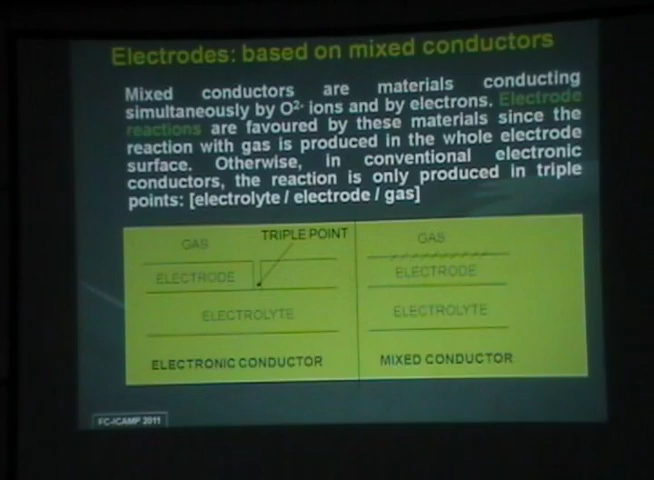 Electrodes: based on mixed conductors
Mixed conductors are materials conducting
simultaneously by O²⁻ ions and by electrons. Electrode
reactions are favoured by these materials since the
reaction with gas is produced in the whole electrode
surface. Otherwise, in conventional electronic
conductors, the reaction is only produced in triple
points: [electrolyte / electrode / gas]
GAS
TRIPLE POINT
ELECTRODE
ELECTROLYTE
ELECTRONIC CONDUCTOR
GAS
ELECTRODE
ELECTROLYTE
MIXED CONDUCTOR
FC-ICAMP 2011